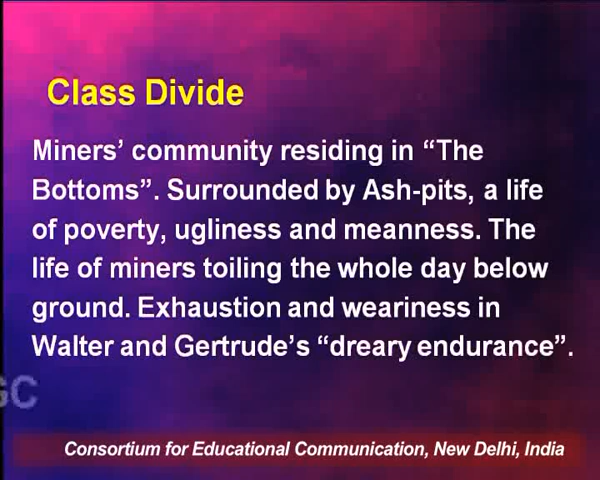 Class Divide
Miners’ community residing in “The
Bottoms”. Surrounded by Ash-pits, a life
of poverty, ugliness and meanness. The
life of miners toiling the whole day below
ground. Exhaustion and weariness in
Walter and Gertrude’s “dreary endurance”.
GC
Consortium for Educational Communication, New Delhi, India